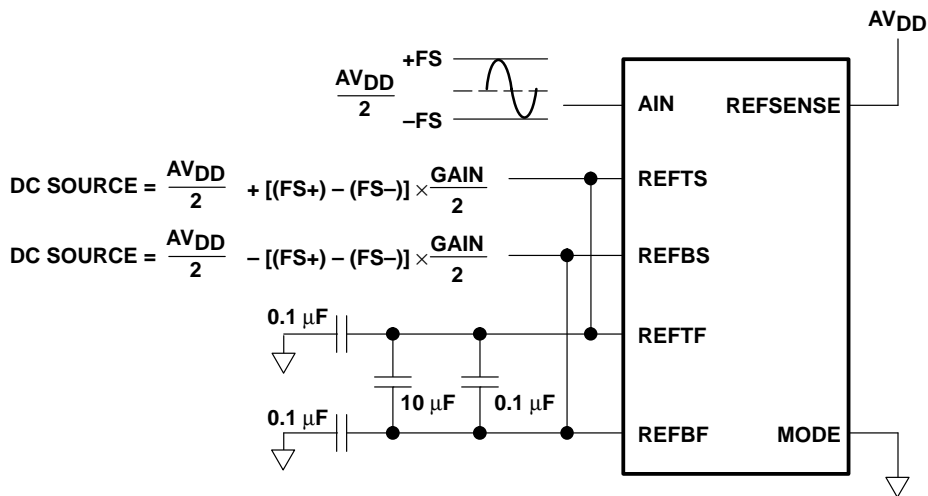 AVDD
+FS
AVDD
2
–FS
AIN
REFSENSE
DC SOURCE = AVDD/2 + [(FS+) – (FS–)] × GAIN/2
REFTS
DC SOURCE = AVDD/2 – [(FS+) – (FS–)] × GAIN/2
REFBS
0.1 μF
REFTF
10 μF
0.1 μF
0.1 μF
REFBF
MODE